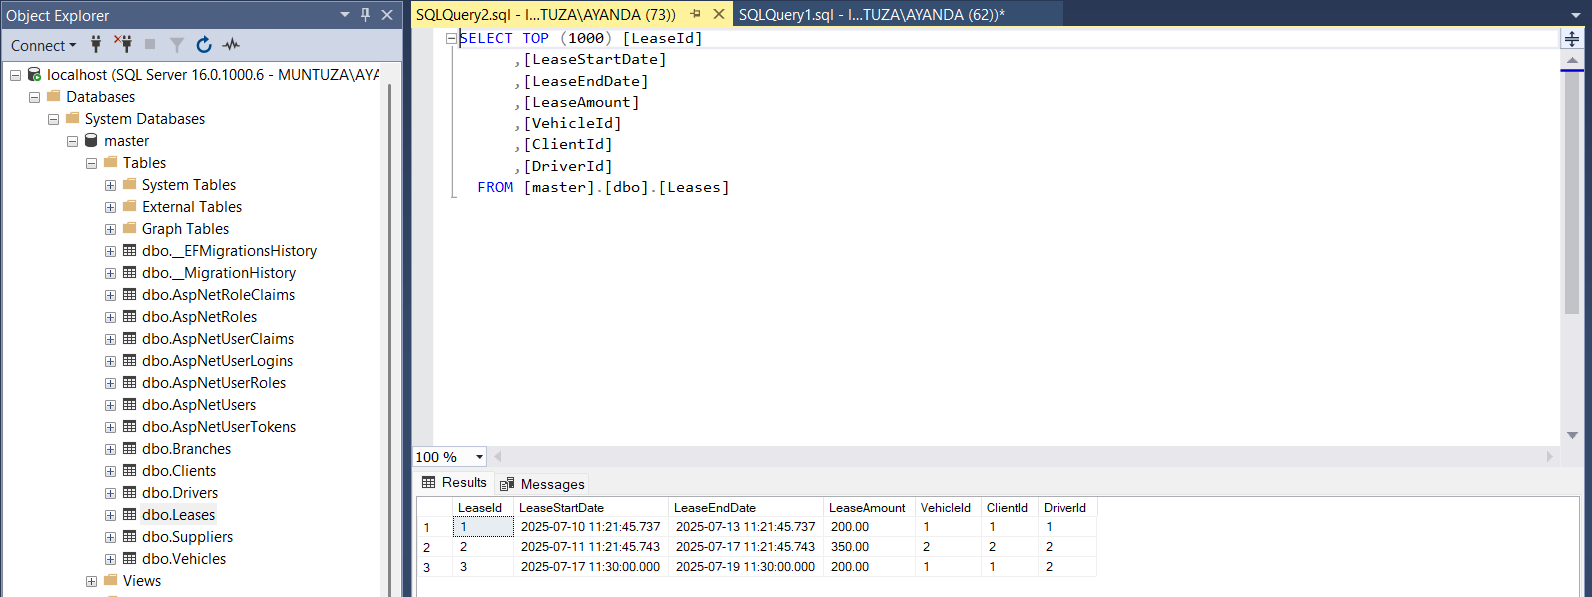 Object Explorer
Connect
localhost (SQL Server 16.0.1000.6 - MUNTUZA\AYA
Databases
System Databases
master
Tables
System Tables
External Tables
Graph Tables
dbo.__EFMigrationsHistory
dbo.__MigrationHistory
dbo.AspNetRoleClaims
dbo.AspNetRoles
dbo.AspNetUserClaims
dbo.AspNetUserLogins
dbo.AspNetUserRoles
dbo.AspNetUsers
dbo.AspNetUserTokens
dbo.Branches
dbo.Clients
dbo.Drivers
dbo.Leases
dbo.Suppliers
dbo.Vehicles
Views
SQLQuery2.sql - l...TUZA\AYANDA (73)) SQLQuery1.sql - l...TUZA\AYANDA (62))*
SELECT TOP (1000) [LeaseId]
,[LeaseStartDate]
,[LeaseEndDate]
,[LeaseAmount]
,[VehicleId]
,[ClientId]
,[DriverId]
FROM [master].[dbo].[Leases]
100 %
Results Messages
LeaseId LeaseStartDate LeaseEndDate LeaseAmount VehicleId ClientId DriverId
1 1 2025-07-10 11:21:45.737 2025-07-13 11:21:45.737 200.00 1 1 1
2 2 2025-07-11 11:21:45.743 2025-07-17 11:21:45.743 350.00 2 2 2
3 3 2025-07-17 11:30:00.000 2025-07-19 11:30:00.000 200.00 1 1 2